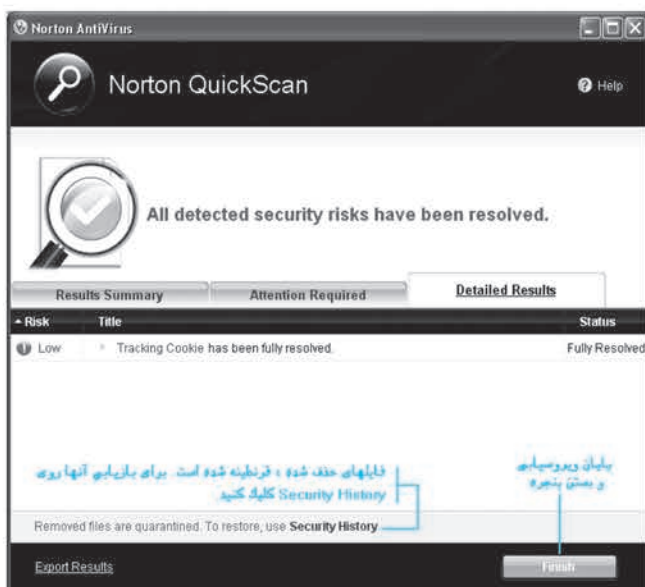 Norton AntiVirus
Norton QuickScan
Help
All detected security risks have been resolved.
Results Summary
Attention Required
Detailed Results
Risk Title Status
Low Tracking Cookie has been fully resolved. Fully Resolved
فایلهای حذف شده ، قرنطینه شده است. برای بازیابی آنها روی
Security History کلیک کنید
پایان ویروسیابی
و بستن پنجره
Removed files are quarantined. To restore, use Security History
Export Results
Finish